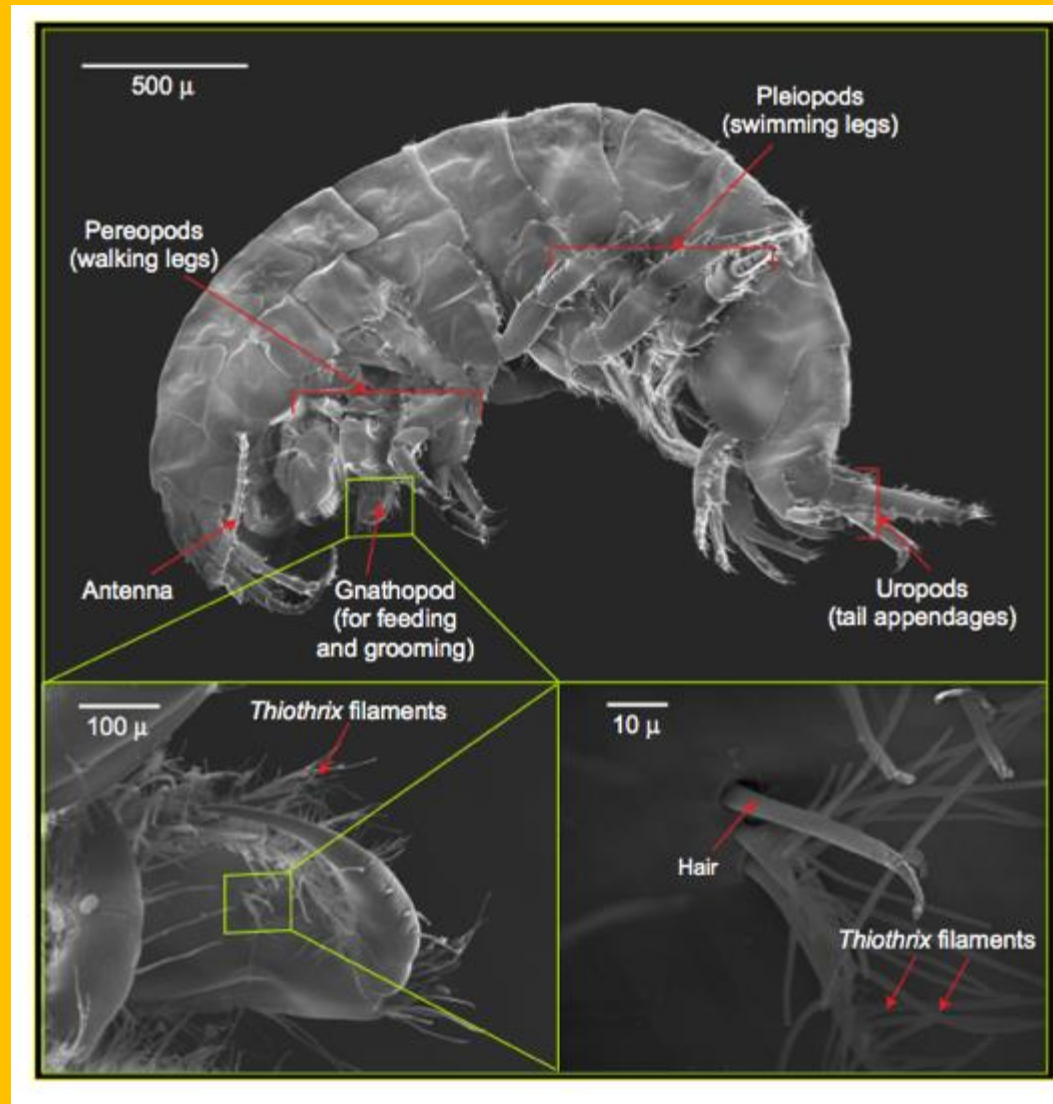 500 μ
Pleiopods
(swimming legs)
Pereopods
(walking legs)
Antenna
Gnathopod
(for feeding
and grooming)
Uropods
(tail appendages)
100 μ
Thiothrix filaments
10 μ
Hair
Thiothrix filaments